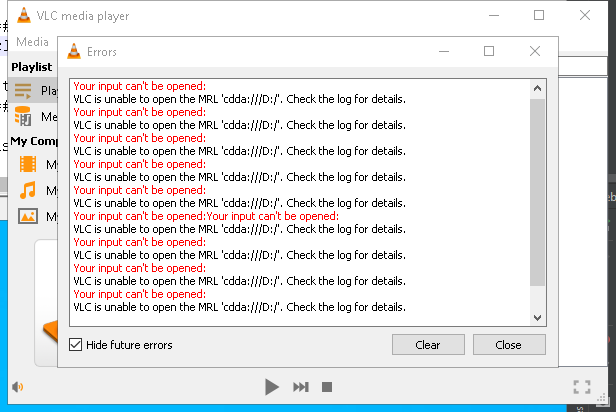 VLC media player
Media
Errors
Playlist
Your input can't be opened:
VLC is unable to open the MRL 'cdda:///D:/'. Check the log for details.
Your input can't be opened:
VLC is unable to open the MRL 'cdda:///D:/'. Check the log for details.
Your input can't be opened:
VLC is unable to open the MRL 'cdda:///D:/'. Check the log for details.
Your input can't be opened:
VLC is unable to open the MRL 'cdda:///D:/'. Check the log for details.
Your input can't be opened:
VLC is unable to open the MRL 'cdda:///D:/'. Check the log for details.
Your input can't be opened:Your input can't be opened:
VLC is unable to open the MRL 'cdda:///D:/'. Check the log for details.
Your input can't be opened:
VLC is unable to open the MRL 'cdda:///D:/'. Check the log for details.
Your input can't be opened:
VLC is unable to open the MRL 'cdda:///D:/'. Check the log for details.
Your input can't be opened:
VLC is unable to open the MRL 'cdda:///D:/'. Check the log for details.
My Comp
Hide future errors
Clear
Close